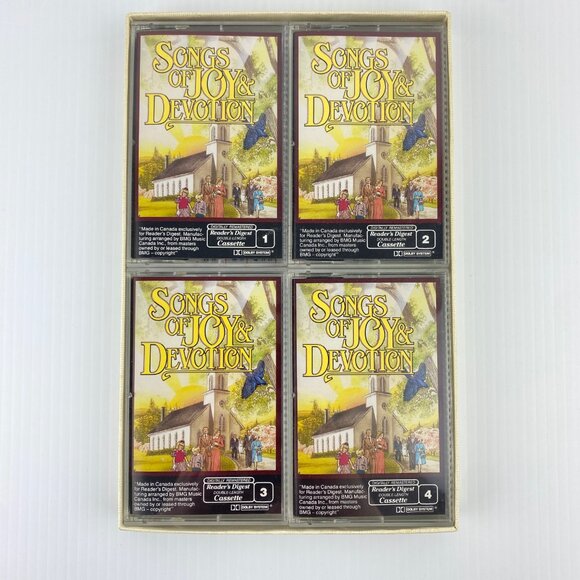 SONGS
OF JOY &
DEVOTION
"Made in Canada exclusively
for Reader's Digest. Manufac-
turing arranged by BMG Music
Canada Inc., from masters
owned by or leased through
BMG – copyright"
DIGITALLY REMASTERED
Reader's Digest
DOUBLE-LENGTH
Cassette
DOLBY SYSTEM
1
SONGS
OF JOY &
DEVOTION
"Made in Canada exclusively
for Reader's Digest. Manufac-
turing arranged by BMG Music
Canada Inc., from masters
owned by or leased through
BMG – copyright"
DIGITALLY REMASTERED
Reader's Digest
DOUBLE-LENGTH
Cassette
DOLBY SYSTEM
2
SONGS
OF JOY &
DEVOTION
"Made in Canada exclusively
for Reader's Digest. Manufac-
turing arranged by BMG Music
Canada Inc., from masters
owned by or leased through
BMG – copyright"
DIGITALLY REMASTERED
Reader's Digest
DOUBLE-LENGTH
Cassette
DOLBY SYSTEM
3
SONGS
OF JOY &
DEVOTION
"Made in Canada exclusively
for Reader's Digest. Manufac-
turing arranged by BMG Music
Canada Inc., from masters
owned by or leased through
BMG – copyright"
DIGITALLY REMASTERED
Reader's Digest
DOUBLE-LENGTH
Cassette
DOLBY SYSTEM
4